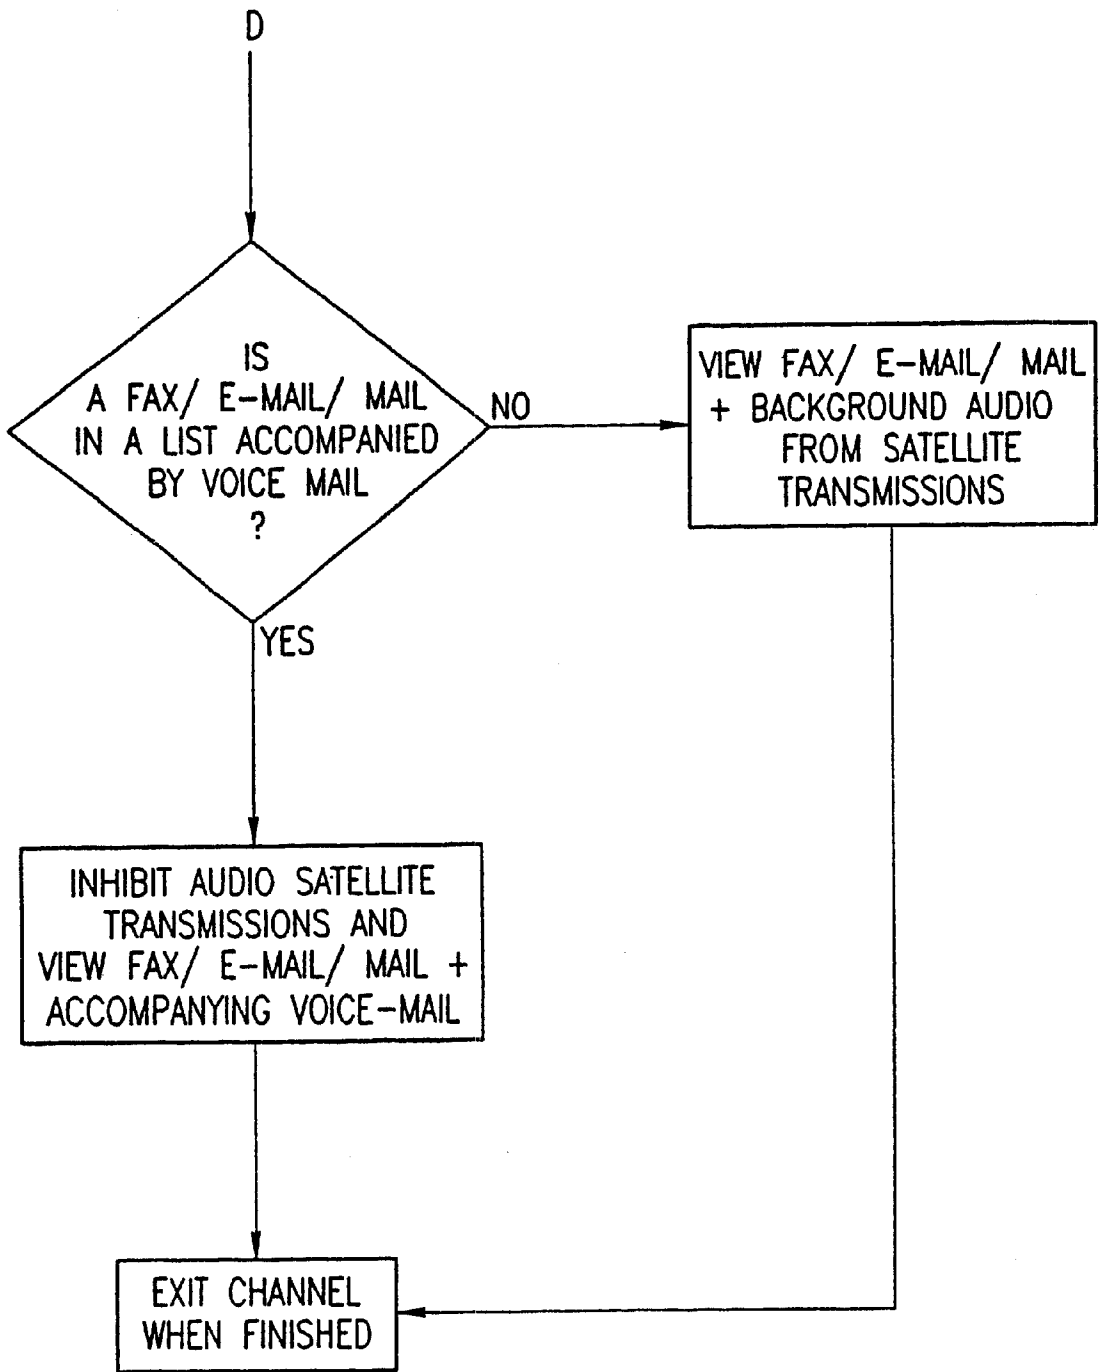 D
IS
A FAX/ E-MAIL/ MAIL
IN A LIST ACCOMPANIED
BY VOICE MAIL
?
NO
VIEW FAX/ E-MAIL/ MAIL
+ BACKGROUND AUDIO
FROM SATELLITE
TRANSMISSIONS
YES
INHIBIT AUDIO SATELLITE
TRANSMISSIONS AND
VIEW FAX/ E-MAIL/ MAIL +
ACCOMPANYING VOICE-MAIL
EXIT CHANNEL
WHEN FINISHED